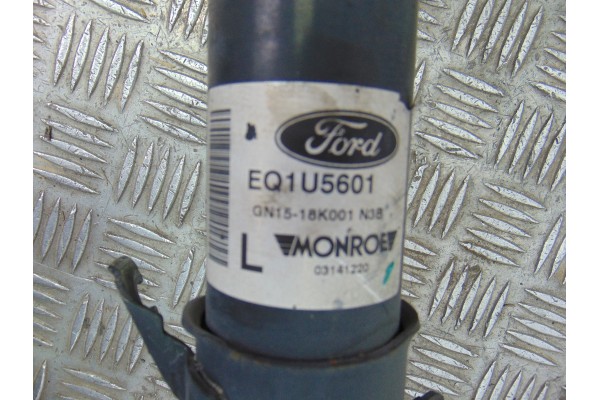 Ford
EQ1U5601
GN15-18K001 N3B
L MONROE
03141220